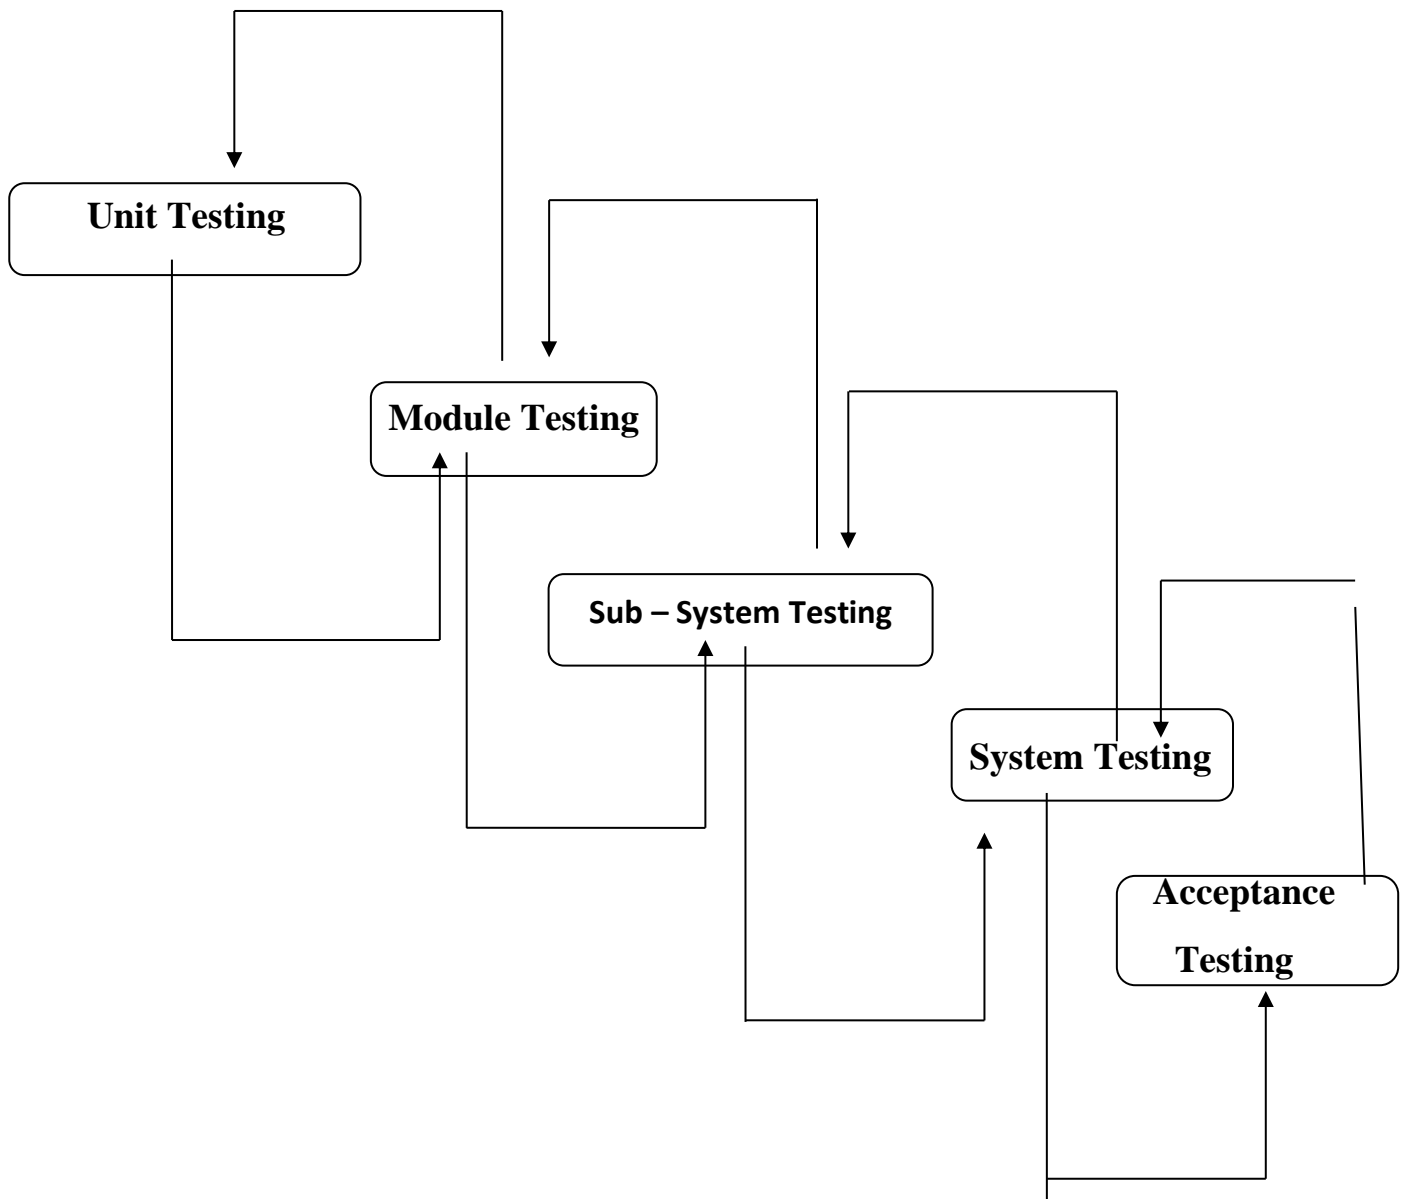 Unit Testing
Module Testing
Sub – System Testing
System Testing
Acceptance
Testing